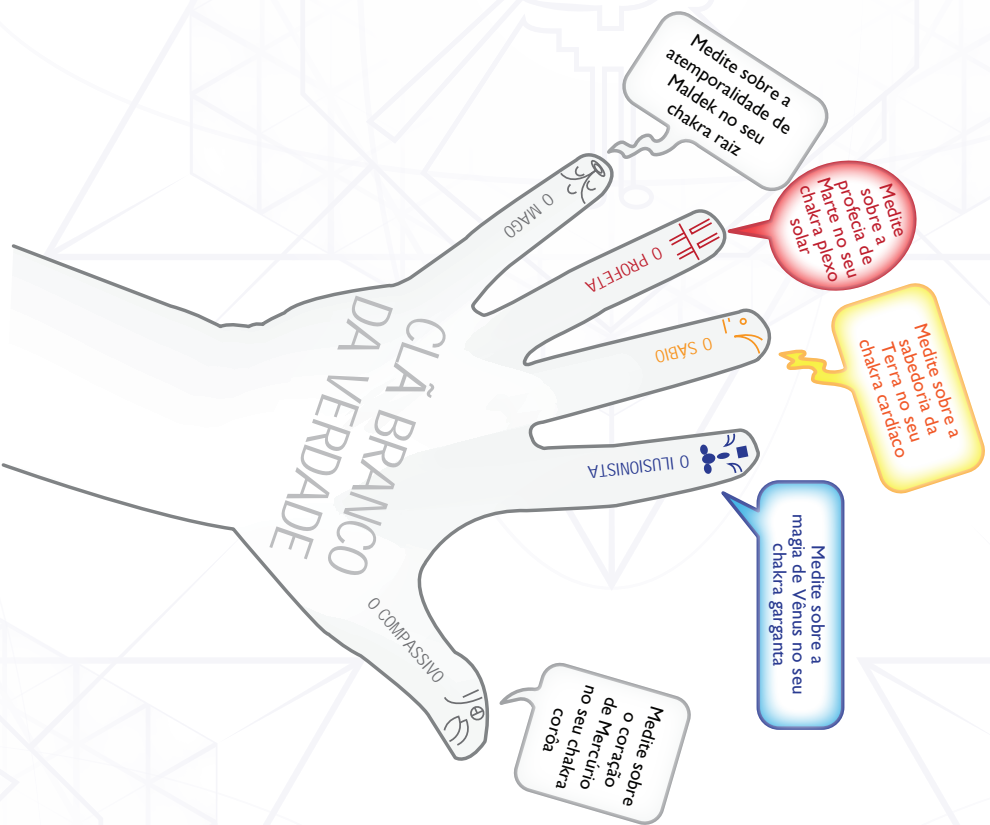 Medite sobre a
atemporalidade de
Maldek no seu
chakra raiz
Medite
sobre a
profecia de
Marte no seu
chakra plexo
solar
Medite sobre a
sabedoria da
Terra no seu
chakra cardíaco
Medite sobre a
magia de Vênus no seu
chakra garganta
Medite sobre
o coração
de Mercúrio
no seu chakra
corôa
O MAGO
O PROFETA
O SÁBIO
O ILUSIONISTA
O COMPASSIVO
CLÃ BRANCO
DA VERDADE